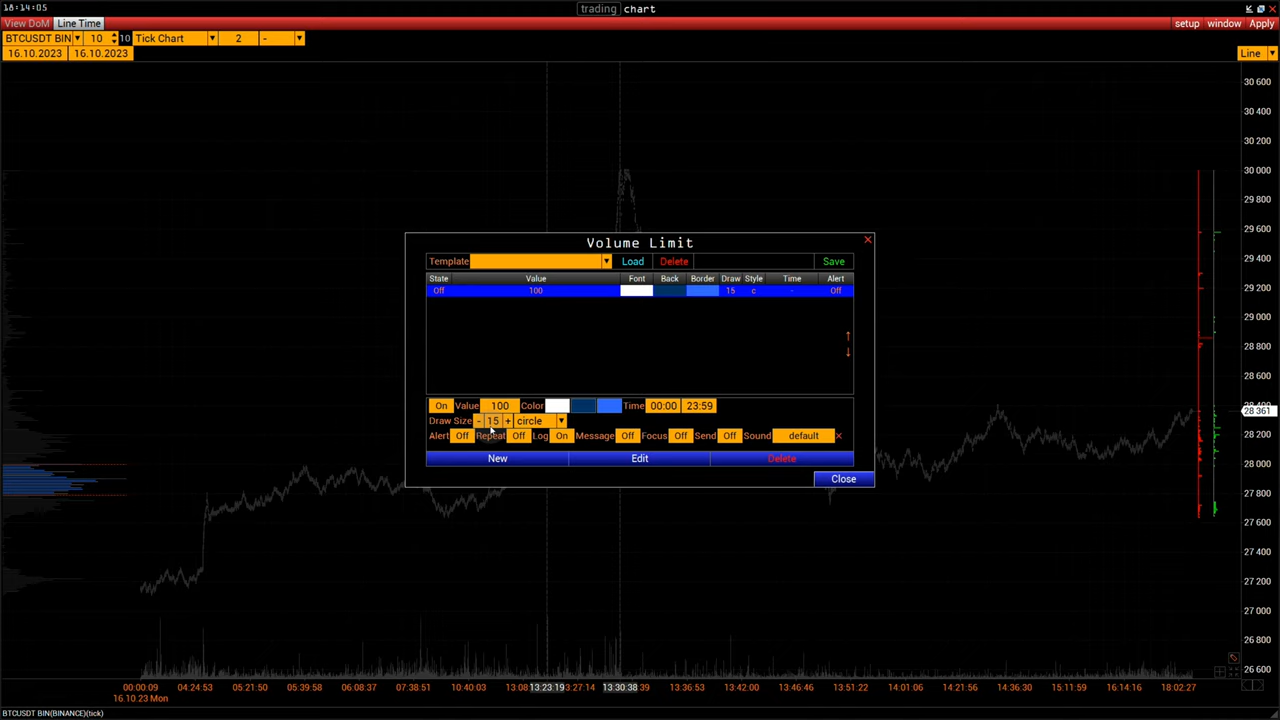 18:14:05 trading chart
View DoM Line Time setup window Apply
BTCUSDT BIN 10 10 Tick Chart 2 -
16.10.2023 16.10.2023 Line
30 600
30 400
30 200
30 000
29 800
29 600
29 400
29 200
29 000
28 800
28 600
28 400
28 361
28 200
28 000
27 800
27 600
27 400
27 200
27 000
26 800
26 600
Volume Limit
Template Load Delete Save
State Value Font Back Border Draw Style Time Alert
Off 100 15 c - Off
On Value 100 Color Time 00:00 23:59
Draw Size - 15 + circle
Alert Off Repeat Off Log On Message Off Focus Off Send Off Sound default
New Edit Delete
Close
00:00:09 04:24:53 05:21:50 05:39:58 06:08:37 07:38:51 10:40:03 13:08 13:23:19 3:27:14 13:30:38 39 13:36:53 13:42:00 13:46:46 13:51:22 14:01:06 14:21:56 14:36:30 15:11:59 16:14:16 18:02:27
16.10.23 Mon
BTCUSDT BIN(BINANCE)(tick)